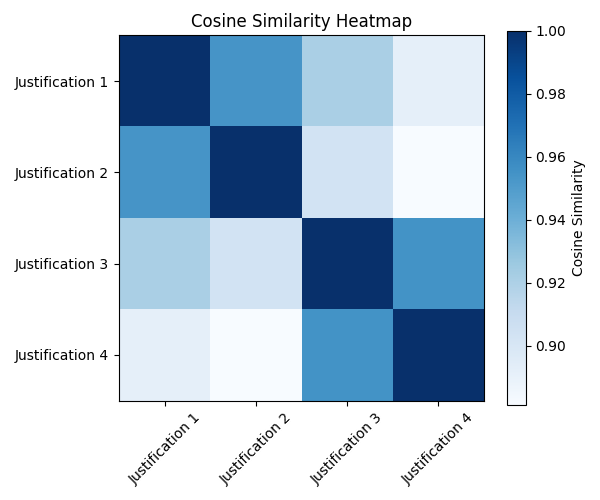 Cosine Similarity Heatmap
Justification 1
Justification 2
Justification 3
Justification 4
Justification 1
Justification 2
Justification 3
Justification 4
1.00
0.98
0.96
0.94
0.92
0.90
Cosine Similarity